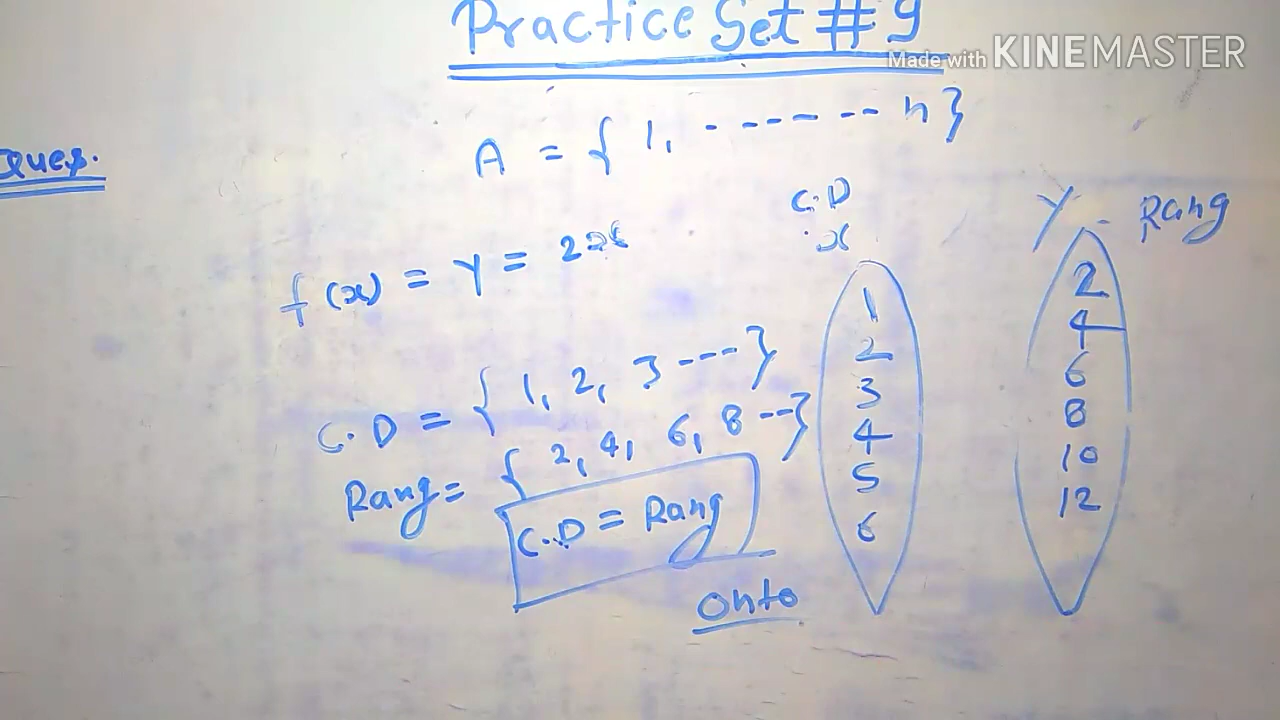 Practice Set #9
Made with KINEMASTER
Ques.
A = { 1, - - - - - - - n }
f(x) = y = 2x
C.D = { 1, 2, 3 --- }
Rang = { 2, 4, 6, 8 -- }
C.D = Rang
Onto
C.D
x
1
2
3
4
5
6
Y - Rang
2
4
6
8
10
12